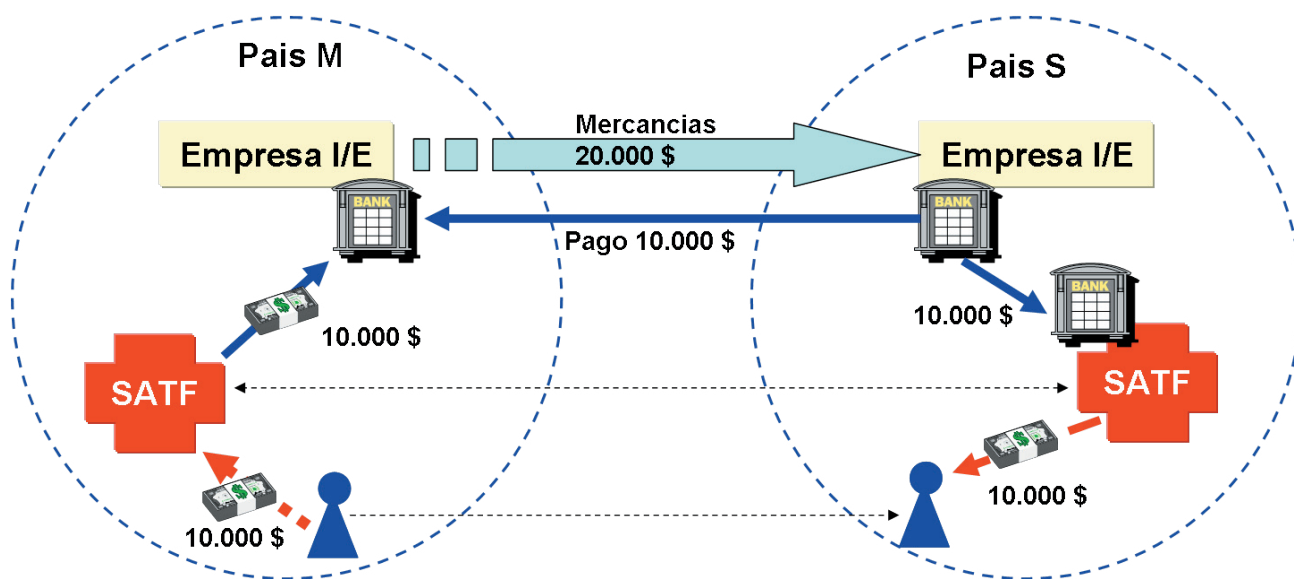 Pais M
Pais S
Empresa I/E
Mercancias
20.000 $
Empresa I/E
BANK
BANK
Pago 10.000 $
BANK
10.000 $
10.000 $
SATF
SATF
10.000 $
10.000 $